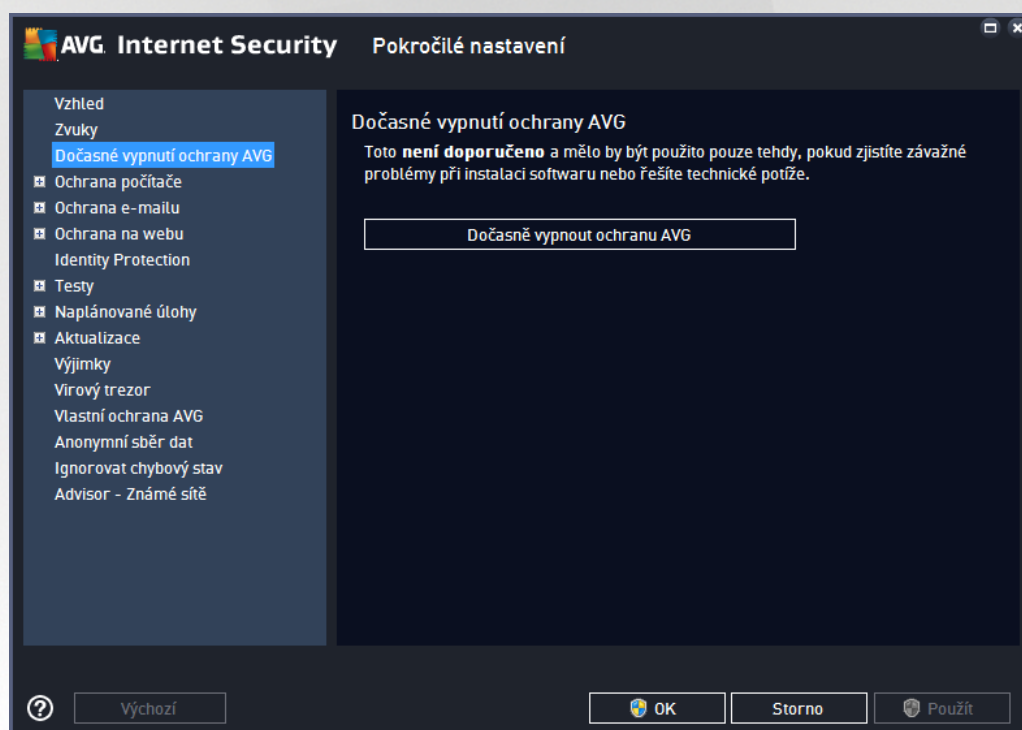 AVG. Internet Security Pokročilé nastavení
Vzhled
Zvuky
Dočasné vypnutí ochrany AVG
Ochrana počítače
Ochrana e-mailu
Ochrana na webu
Identity Protection
Testy
Naplánované úlohy
Aktualizace
Výjimky
Virový trezor
Vlastní ochrana AVG
Anonymní sběr dat
Ignorovat chybový stav
Advisor - Známé sítě
Dočasné vypnutí ochrany AVG
Toto není doporučeno a mělo by být použito pouze tehdy, pokud zjistíte závažné
problémy při instalaci softwaru nebo řešíte technické potíže.
Dočasně vypnout ochranu AVG
Výchozí
OK
Storno
Použít